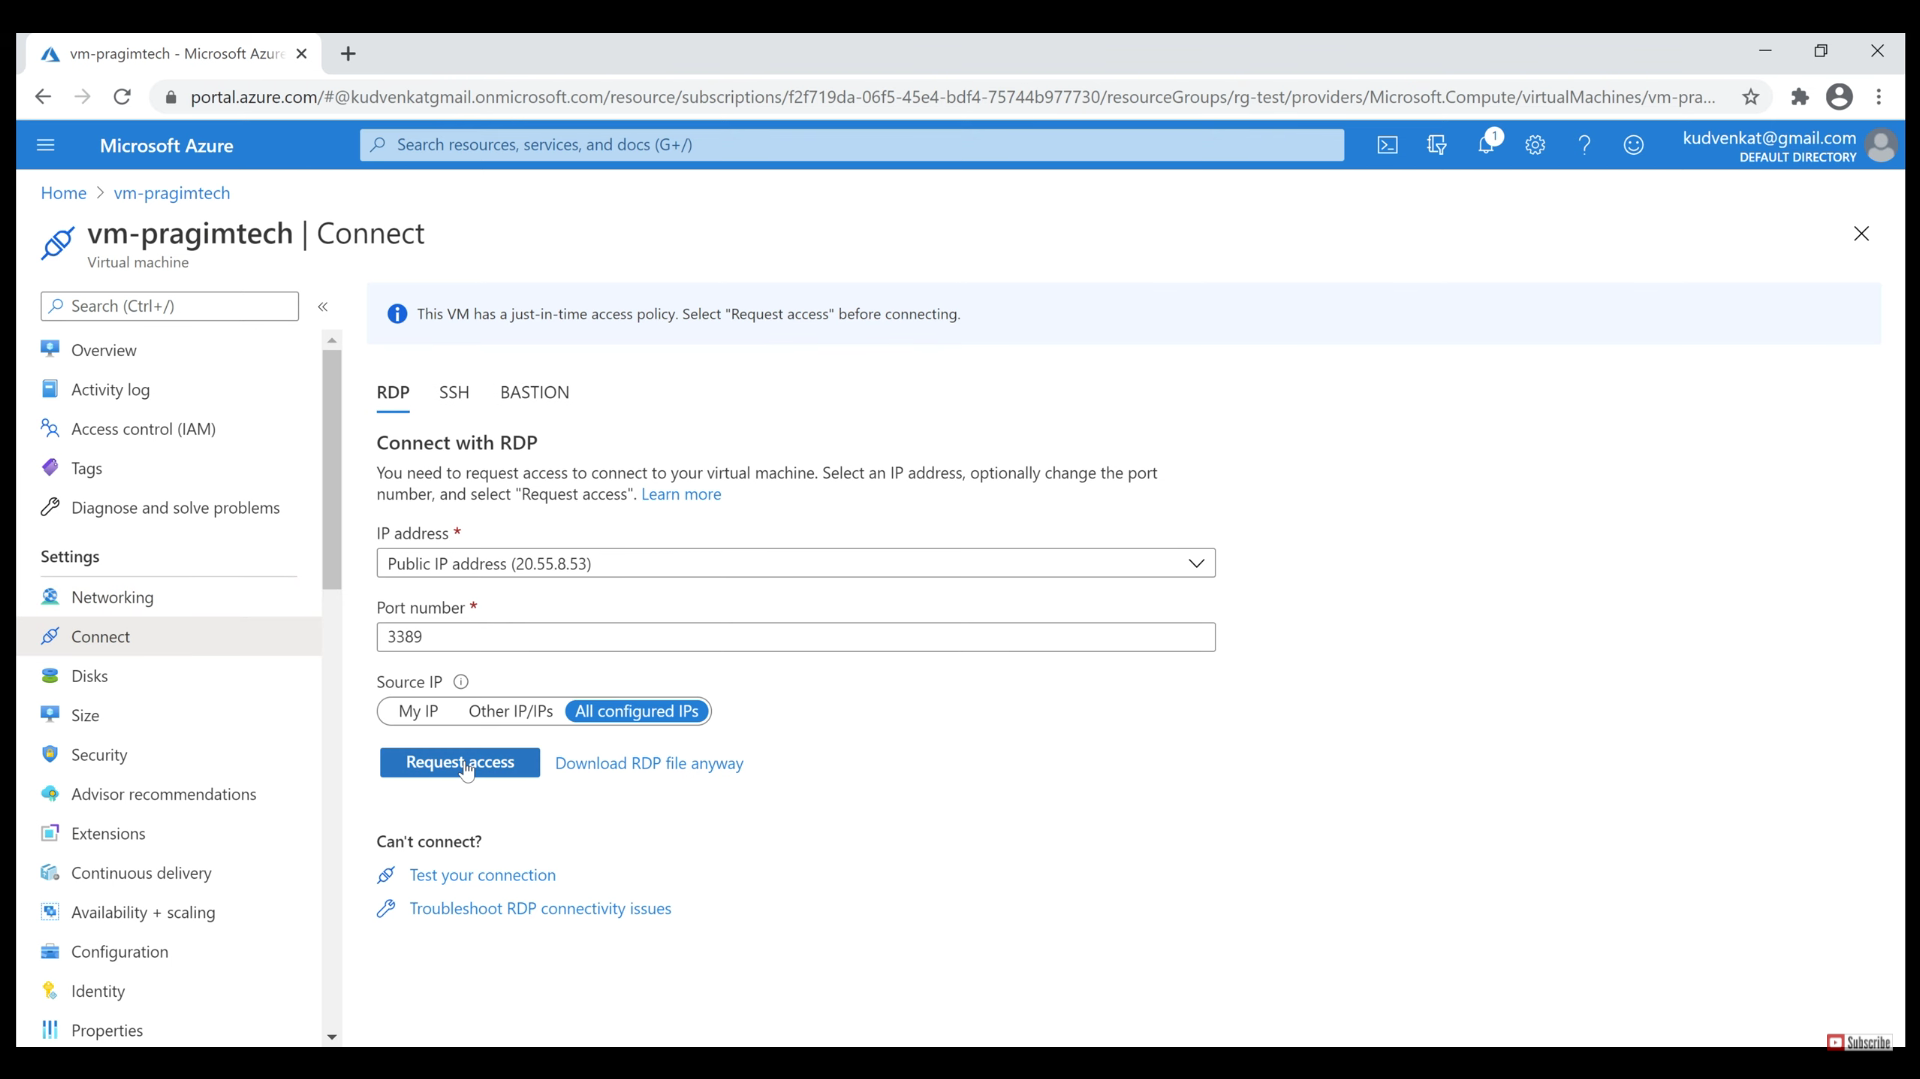 vm-pragimtech - Microsoft Azure
portal.azure.com/#@kudvenkatgmail.onmicrosoft.com/resource/subscriptions/f2f719da-06f5-45e4-bdf4-75744b977730/resourceGroups/rg-test/providers/Microsoft.Compute/virtualMachines/vm-pra...
Microsoft Azure
Search resources, services, and docs (G+/)
1
kudvenkat@gmail.com
DEFAULT DIRECTORY
Home > vm-pragimtech
vm-pragimtech | Connect
Virtual machine
Search (Ctrl+/)
«
Overview
Activity log
Access control (IAM)
Tags
Diagnose and solve problems
Settings
Networking
Connect
Disks
Size
Security
Advisor recommendations
Extensions
Continuous delivery
Availability + scaling
Configuration
Identity
Properties
This VM has a just-in-time access policy. Select "Request access" before connecting.
RDP SSH BASTION
Connect with RDP
You need to request access to connect to your virtual machine. Select an IP address, optionally change the port
number, and select "Request access". Learn more
IP address *
Public IP address (20.55.8.53)
Port number *
3389
Source IP
My IP Other IP/IPs All configured IPs
Request access Download RDP file anyway
Can't connect?
Test your connection
Troubleshoot RDP connectivity issues
Subscribe